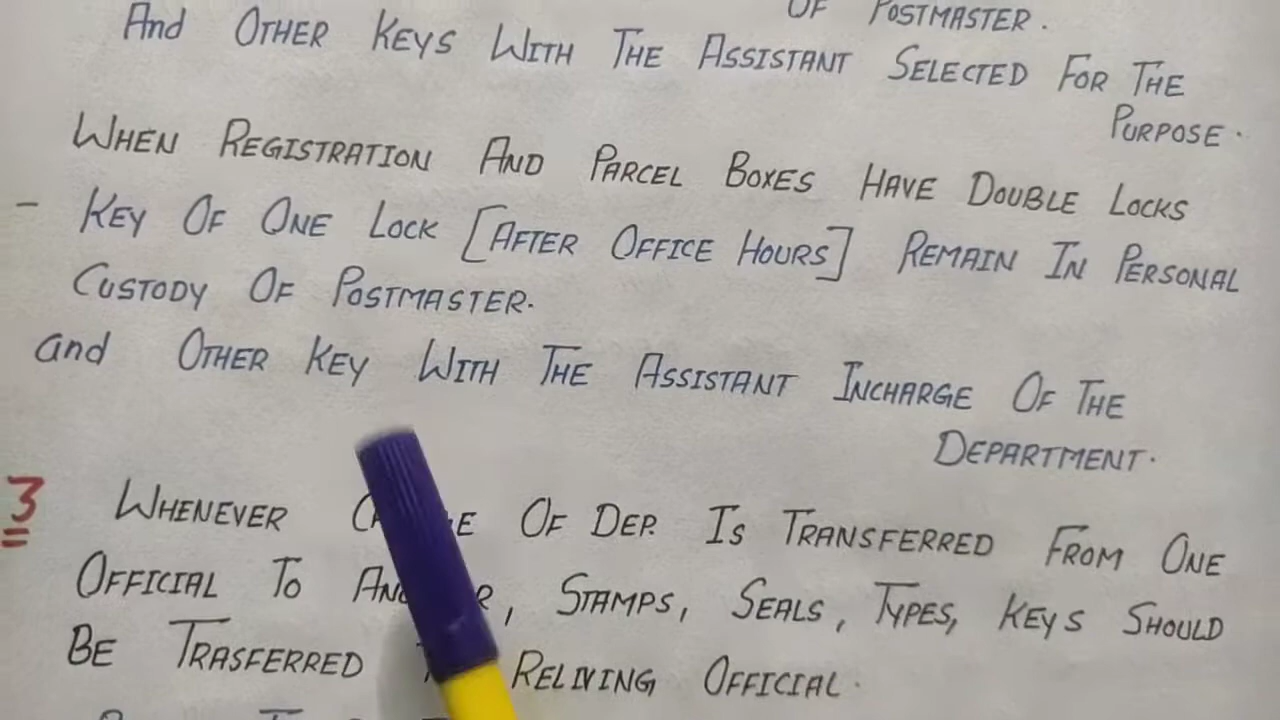 OF POSTMASTER.
And OTHER KEYS WITH THE ASSISTANT SELECTED FOR THE
PURPOSE.
WHEN REGISTRATION AND PARCEL BOXES HAVE DOUBLE LOCKS
- KEY OF ONE LOCK [AFTER OFFICE HOURS] REMAIN IN PERSONAL
CUSTODY OF POSTMASTER.
and OTHER KEY WITH THE ASSISTANT INCHARGE OF THE
DEPARTMENT.
3 WHENEVER OF DEP. IS TRANSFERRED FROM ONE
OFFICIAL TO , STAMPS, SEALS, TYPES, KEYS SHOULD
BE TRASFERRED RELIVING OFFICIAL.